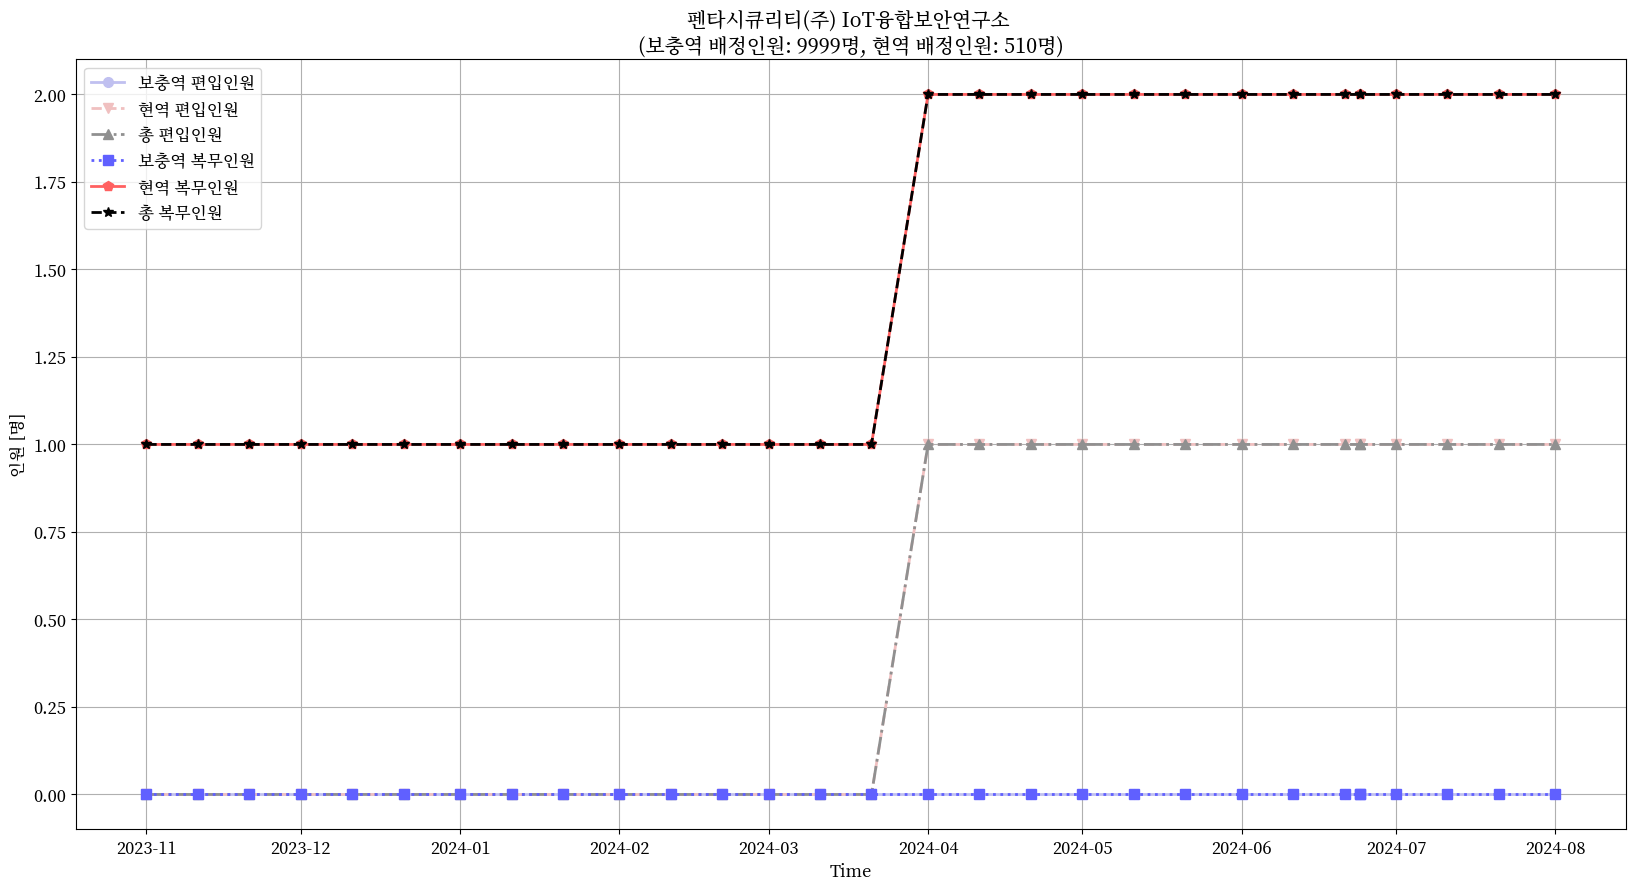 펜타시큐리티(주) IoT융합보안연구소
(보충역 배정인원: 9999명, 현역 배정인원: 510명)
보충역 편입인원
현역 편입인원
총 편입인원
보충역 복무인원
현역 복무인원
총 복무인원
2.00
1.75
1.50
1.25
1.00
0.75
0.50
0.25
0.00
인원 [명]
2023-11 2023-12 2024-01 2024-02 2024-03 2024-04 2024-05 2024-06 2024-07 2024-08
Time